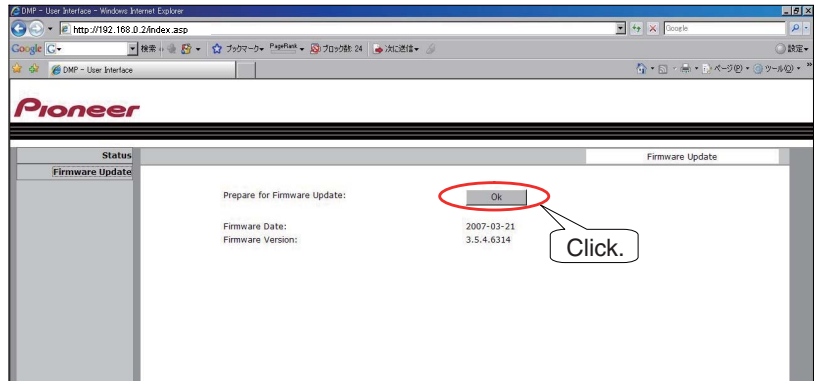 DMP - User Interface - Windows Internet Explorer
http://192.168.0.2/index.asp
Google
Google
検索
ブックマーク
PageRank
ブロック数 24
次に送信
設定
DMP - User Interface
ページ(P)
ツール(O)
Pioneer
Status
Firmware Update
Firmware Update
Prepare for Firmware Update:
Ok
Firmware Date:
2007-03-21
Firmware Version:
3.5.4.6314
Click.